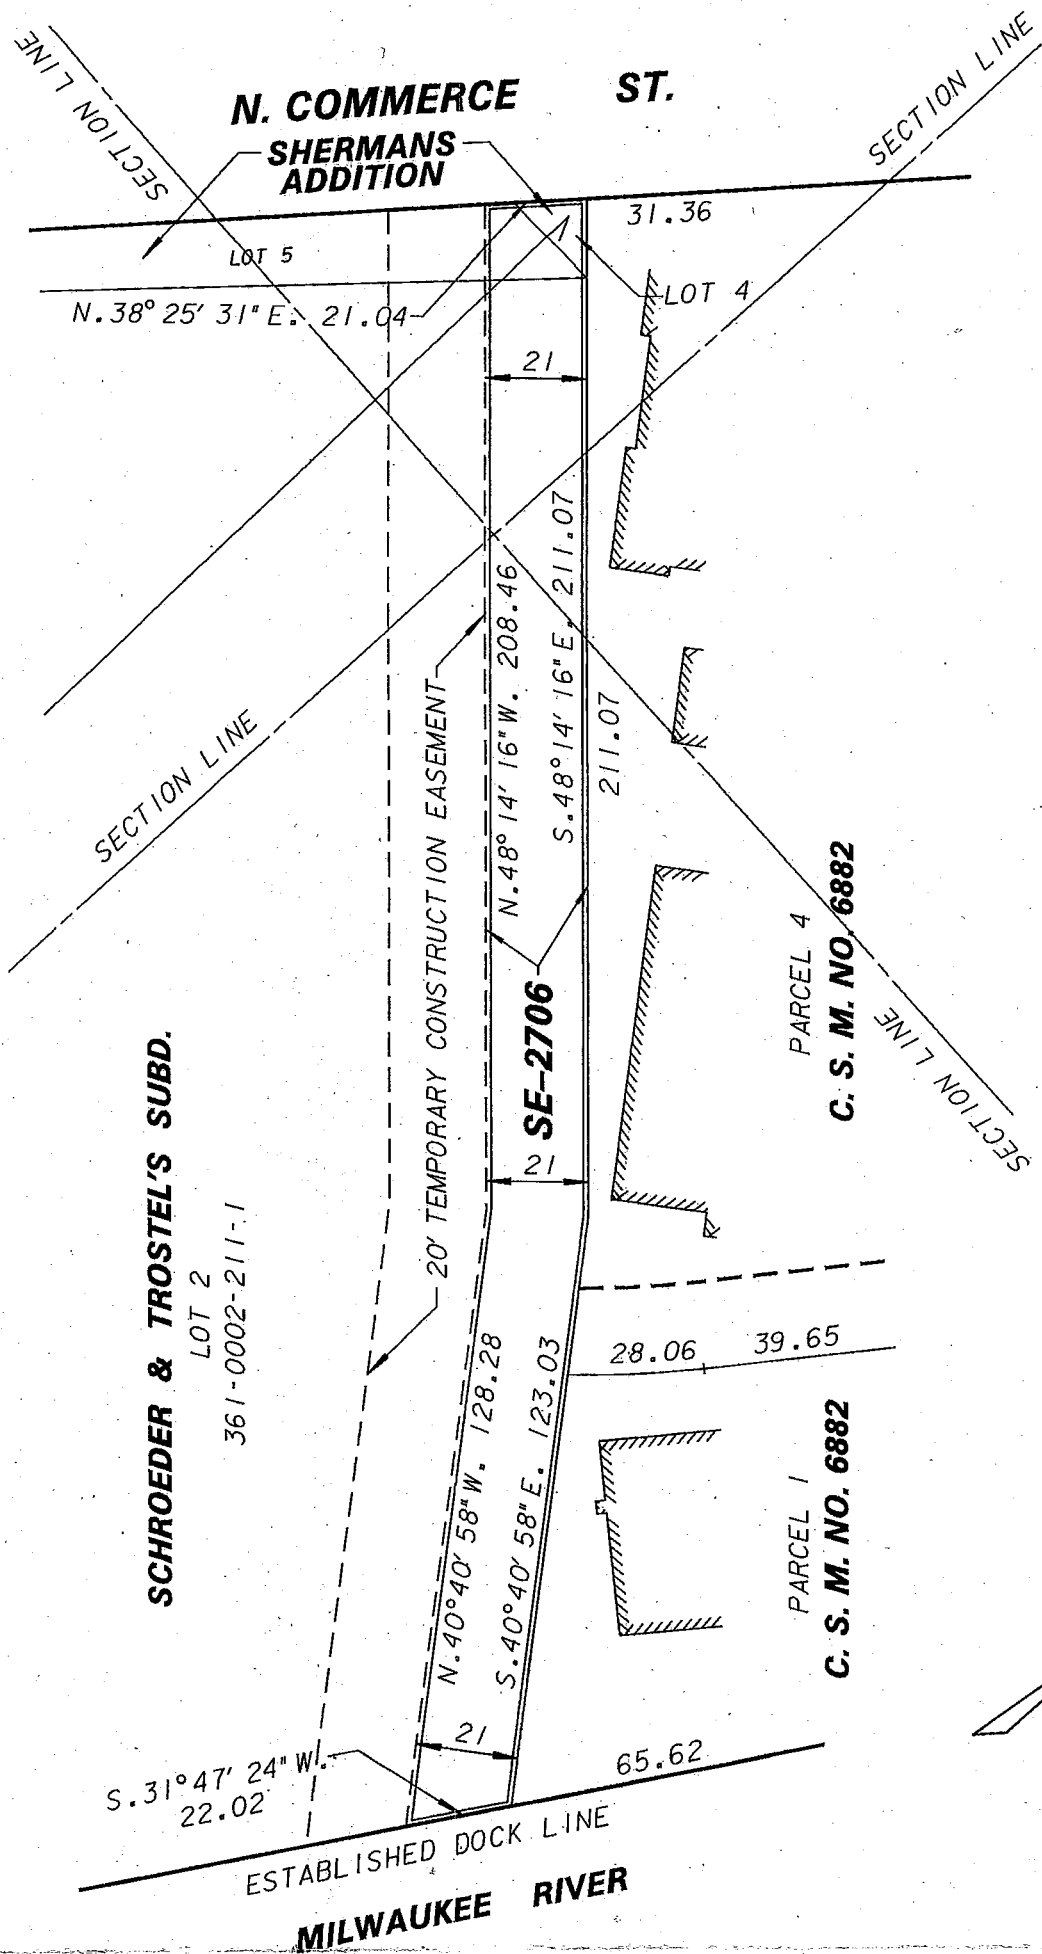 SECTION LINE
N. COMMERCE ST.
SECTION LINE
SHERMANS
ADDITION
31.36
LOT 5
LOT 4
N.38°25'31"E. 21.04
21
N.48°14'16"W. 208.46
S.48°14'16"E. 211.07
211.07
SECTION LINE
20' TEMPORARY CONSTRUCTION EASEMENT
SE-2706
PARCEL 4
C. S. M. NO. 6882
SECTION LINE
SCHROEDER & TROSTEL'S SUBD.
LOT 2
361-0002-211-1
21
28.06
39.65
N.40°40'58"W. 128.28
S.40°40'58"E. 123.03
PARCEL 1
C. S. M. NO. 6882
21
S.31°47'24"W.
22.02
65.62
ESTABLISHED DOCK LINE
MILWAUKEE RIVER